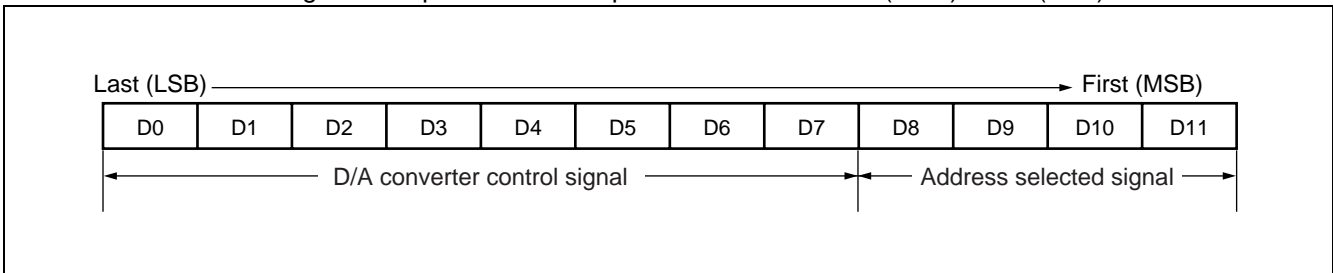 Last (LSB) First (MSB)
D0 D1 D2 D3 D4 D5 D6 D7 D8 D9 D10 D11
D/A converter control signal Address selected signal